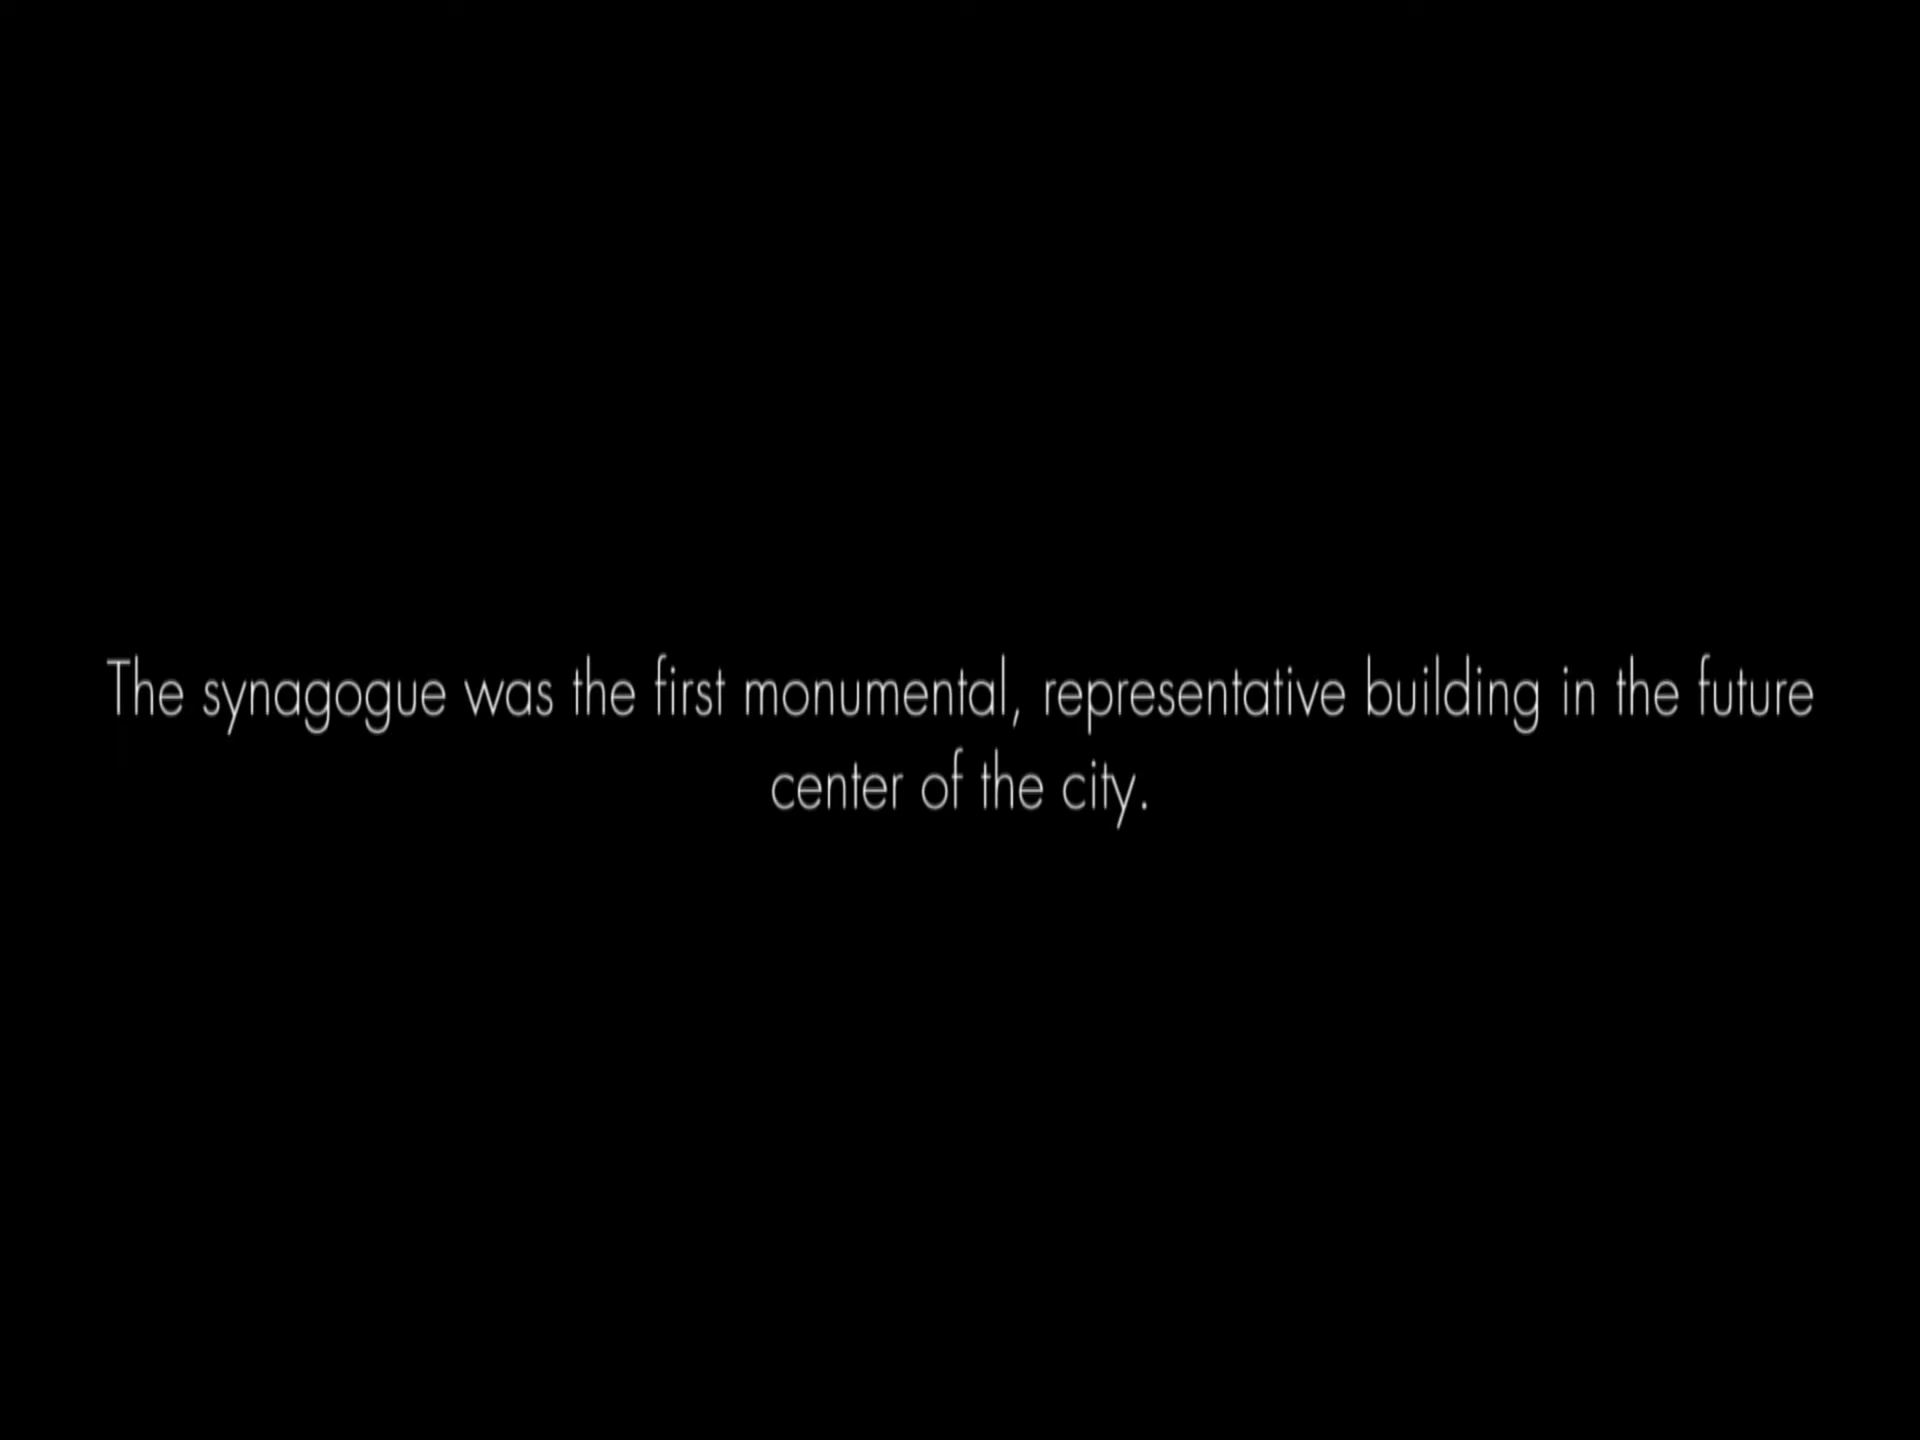 The synagogue was the first monumental, representative building in the future
center of the city.